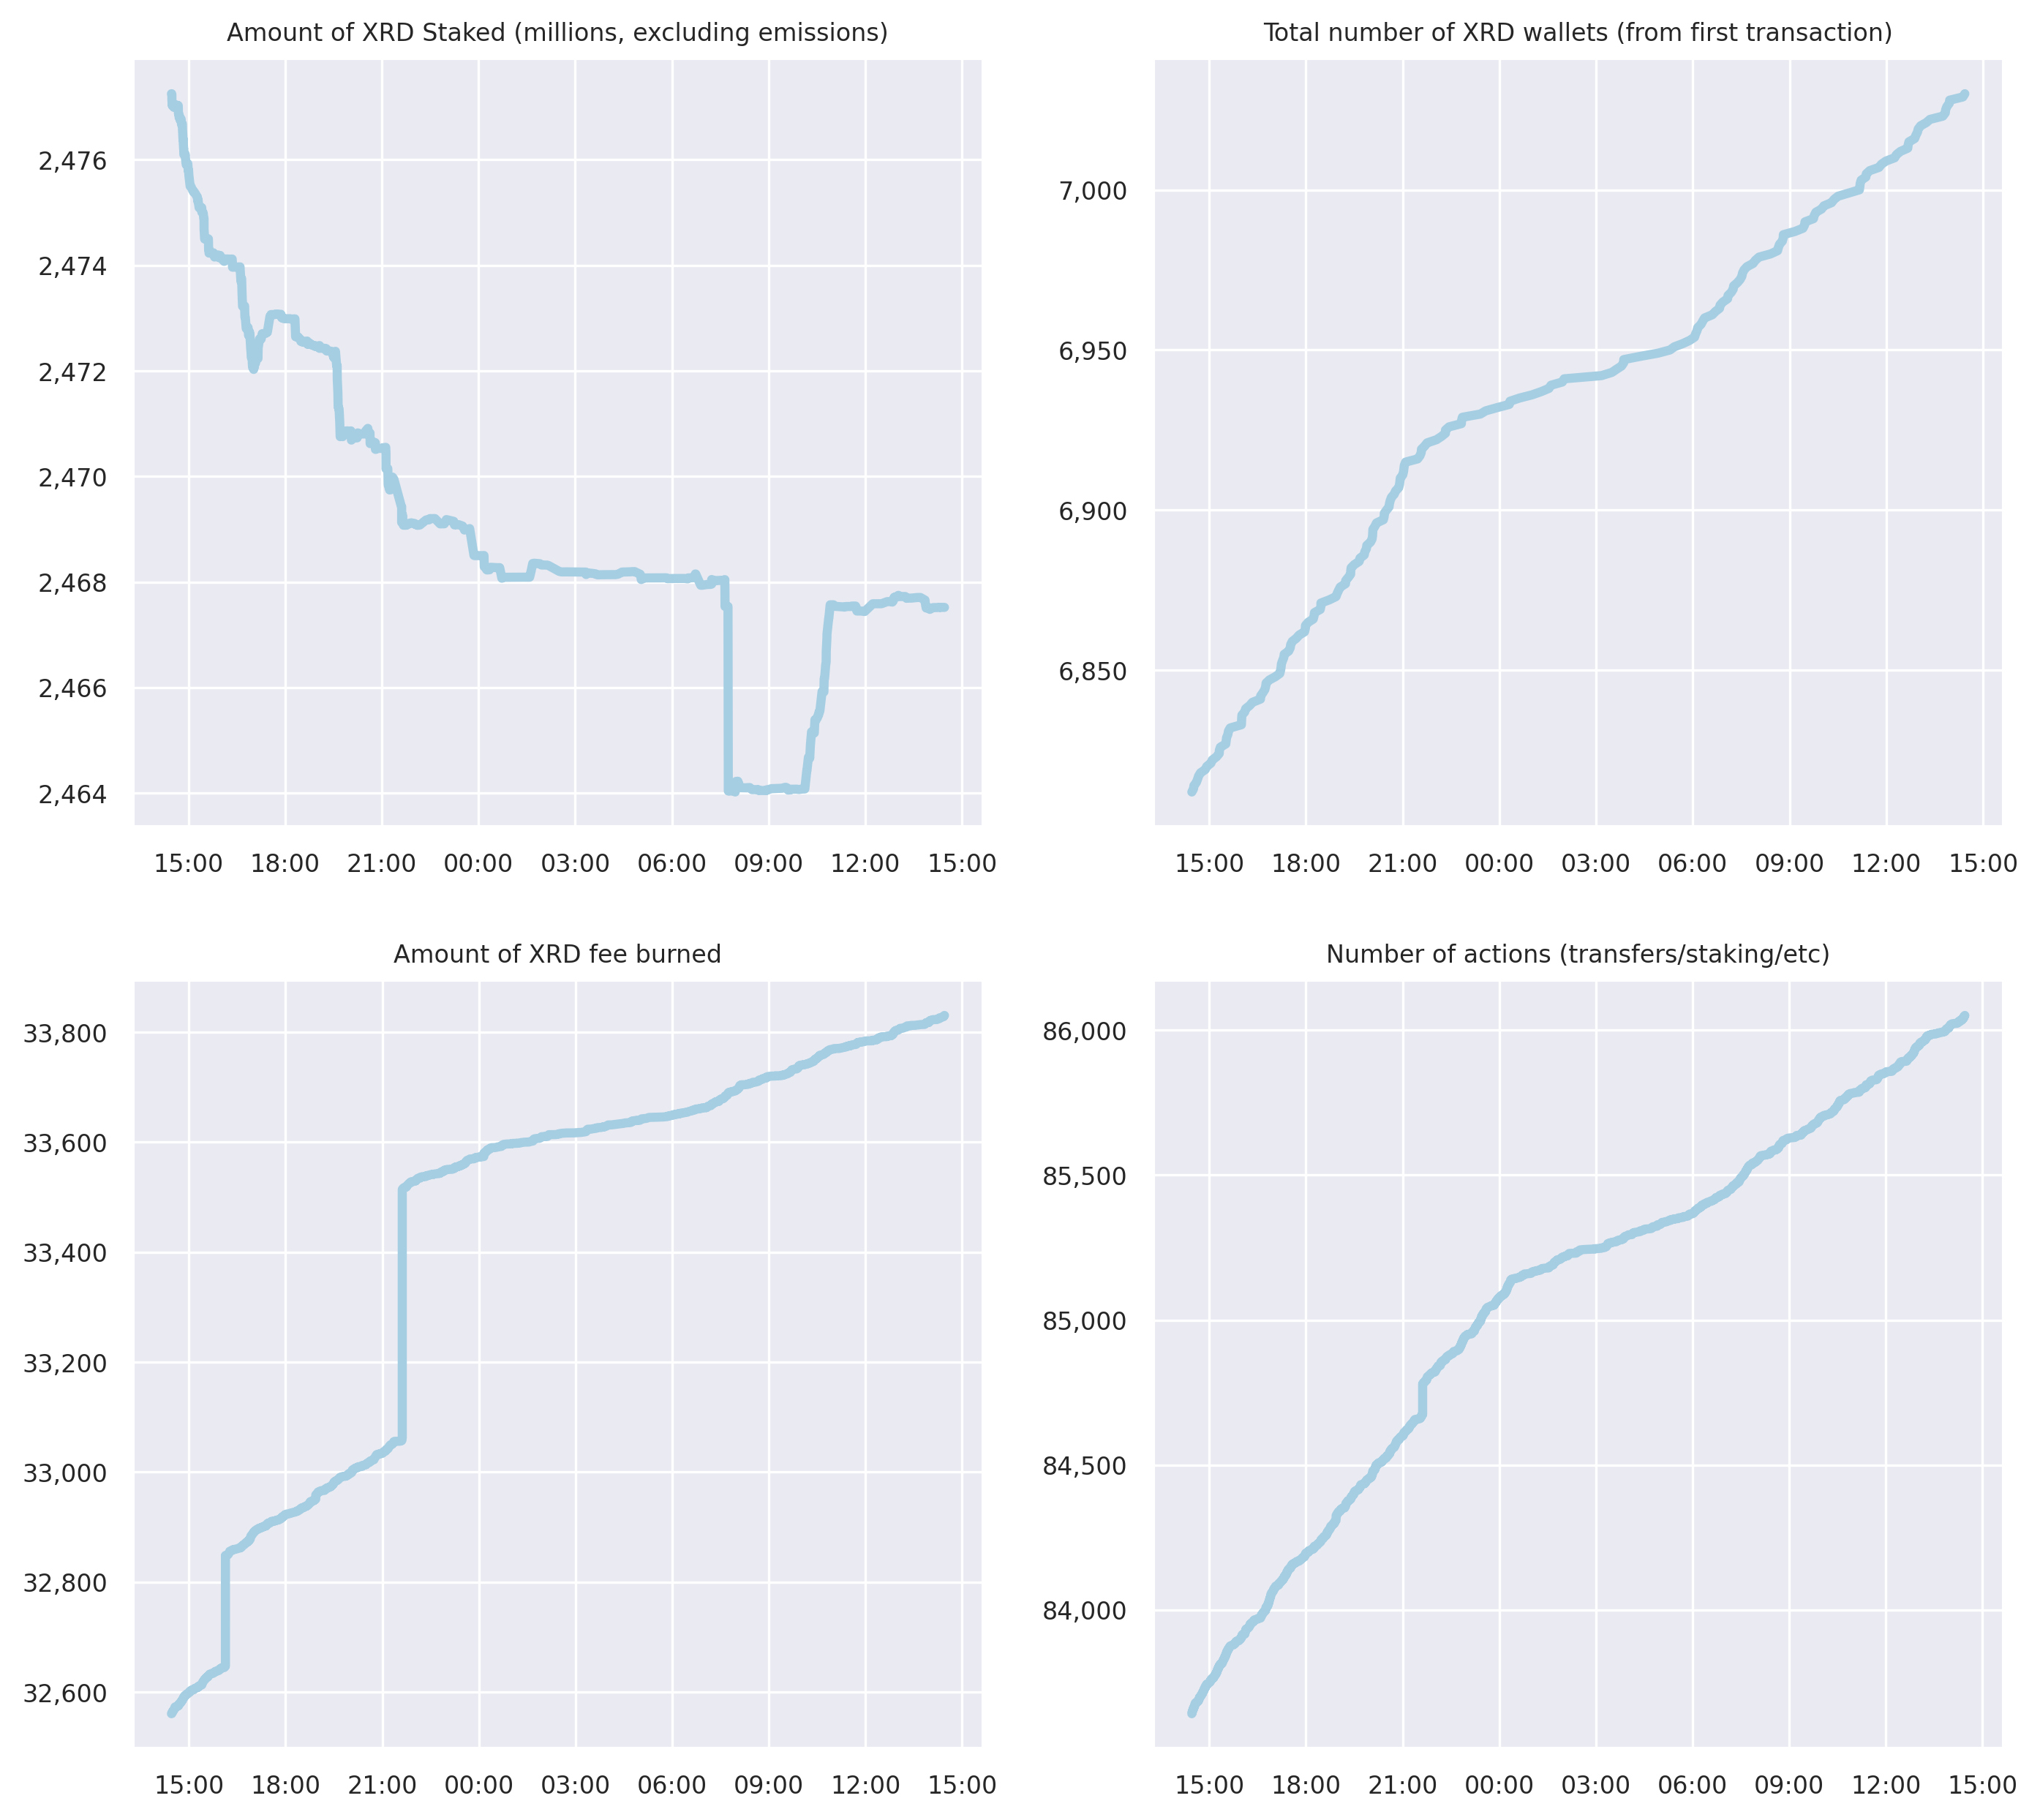 Amount of XRD Staked (millions, excluding emissions)
2,476
2,474
2,472
2,470
2,468
2,466
2,464
15:00 18:00 21:00 00:00 03:00 06:00 09:00 12:00 15:00
Total number of XRD wallets (from first transaction)
7,000
6,950
6,900
6,850
15:00 18:00 21:00 00:00 03:00 06:00 09:00 12:00 15:00
Amount of XRD fee burned
33,800
33,600
33,400
33,200
33,000
32,800
32,600
15:00 18:00 21:00 00:00 03:00 06:00 09:00 12:00 15:00
Number of actions (transfers/staking/etc)
86,000
85,500
85,000
84,500
84,000
15:00 18:00 21:00 00:00 03:00 06:00 09:00 12:00 15:00